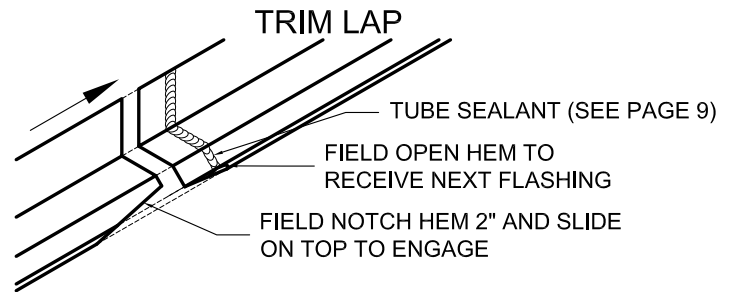 TRIM LAP
TUBE SEALANT (SEE PAGE 9)
FIELD OPEN HEM TO
RECEIVE NEXT FLASHING
FIELD NOTCH HEM 2" AND SLIDE
ON TOP TO ENGAGE